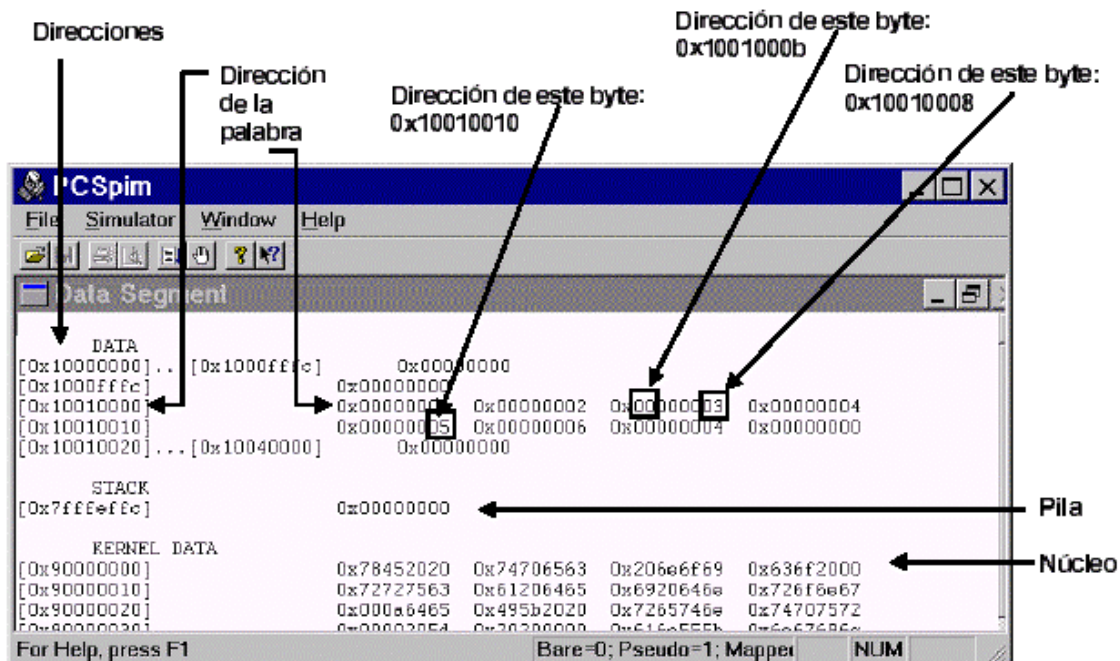 Direcciones
Dirección de la palabra
Dirección de este byte:
0x10010010
Dirección de este byte:
0x1001000b
Dirección de este byte:
0x10010008
PCSpim
File Simulator Window Help
Data Segment
DATA
[0x10000000]... [0x1000fffc] 0x00000000
[0x1000fffc] 0x00000000
[0x10010000] 0x00000002 0x00000003 0x00000004
[0x10010010] 0x00000005 0x00000006 0x00000004 0x00000000
[0x10010020]...[0x10040000] 0x00000000
STACK
[0x7fffeffc] 0x00000000
Pila
KERNEL DATA
Núcleo
[0x90000000] 0x78452020 0x74706563 0x206e6f69 0x636f2000
[0x90000010] 0x72727563 0x61206465 0x6920646e 0x726f6e67
[0x90000020] 0x000a6465 0x495b2020 0x7265746e 0x74707572
For Help, press F1
Bare=0; Pseudo=1; NUM